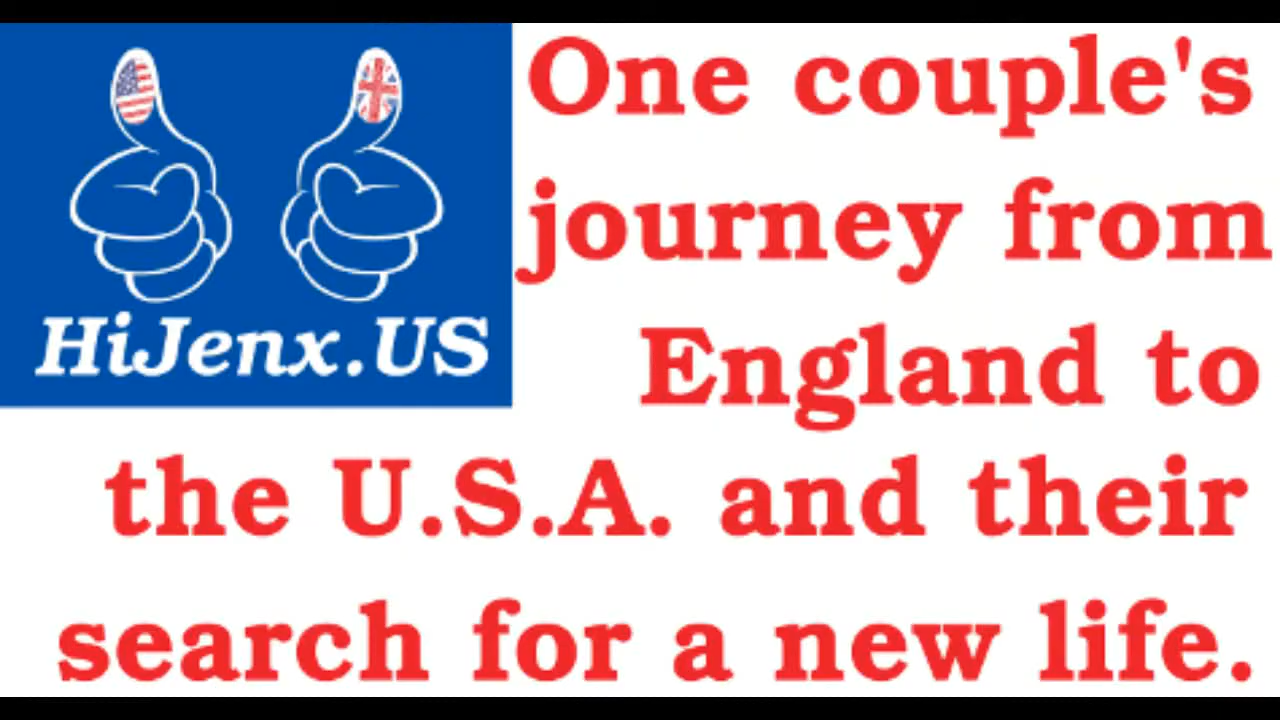 HiJenx.US
One couple's
journey from
England to
the U.S.A. and their
search for a new life.